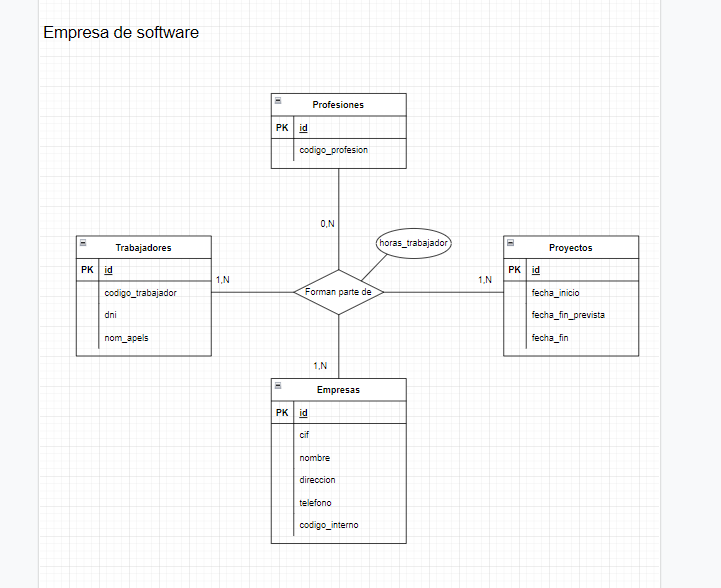 Empresa de software
Profesiones
PK id
codigo_profesion
0,N
horas_trabajador
Trabajadores
PK id
codigo_trabajador
dni
nom_apels
1,N
Forman parte de
1,N
Proyectos
PK id
fecha_inicio
fecha_fin_prevista
fecha_fin
1,N
Empresas
PK id
cif
nombre
direccion
telefono
codigo_interno